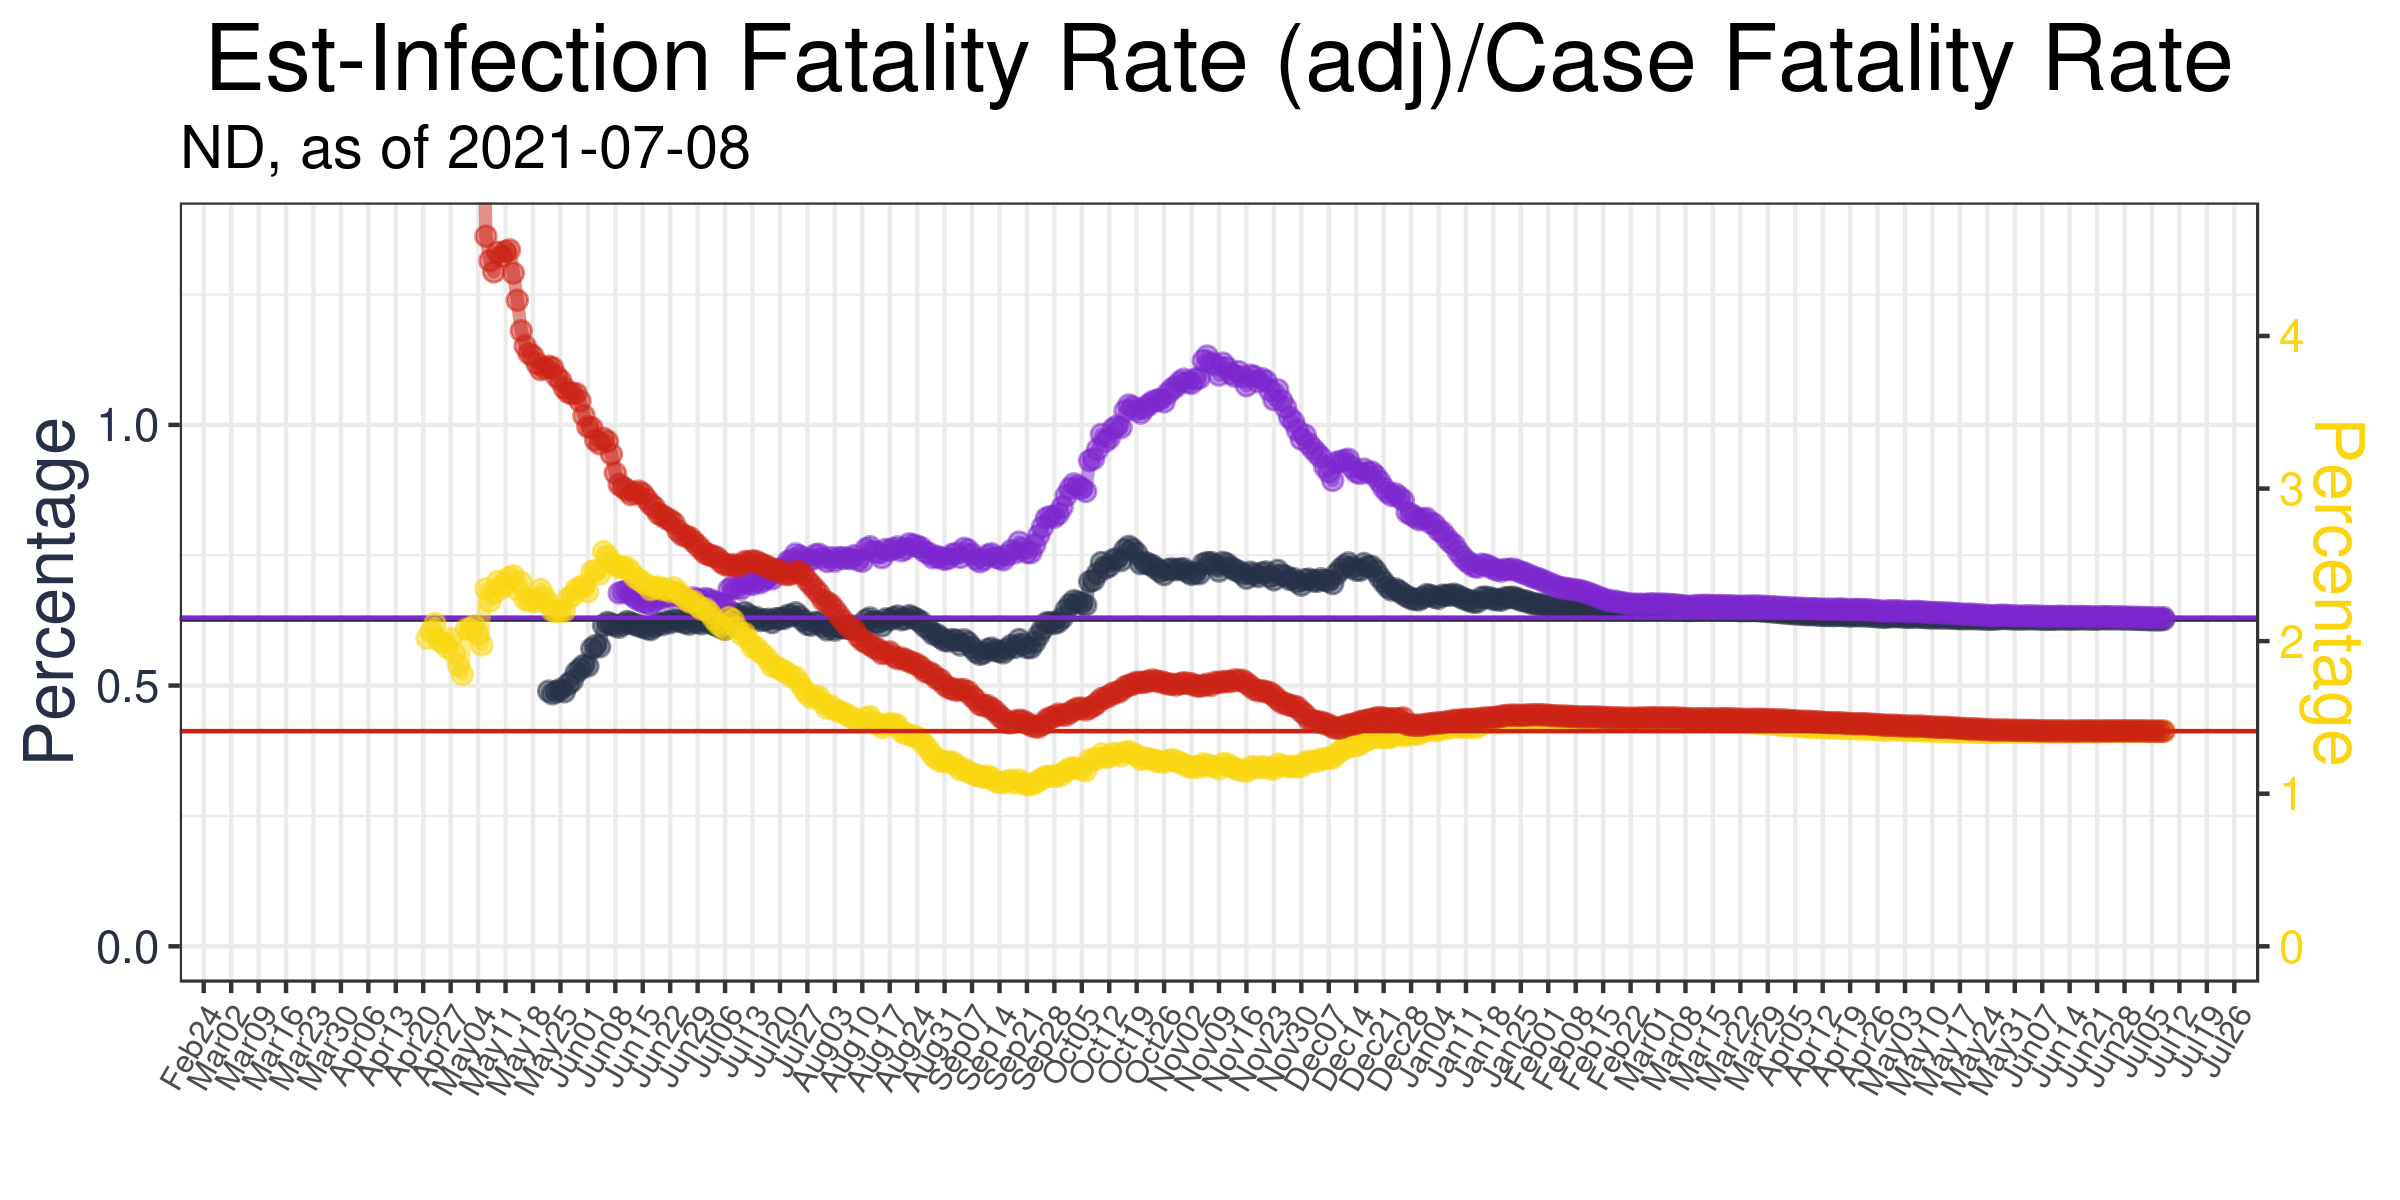 Est-Infection Fatality Rate (adj)/Case Fatality Rate
ND, as of 2021-07-08
Percentage
1.0
0.5
0.0
4
3
2
1
0
Percentage
Feb24
Mar02
Mar09
Mar16
Mar23
Mar30
Apr06
Apr13
Apr20
Apr27
May04
May11
May18
May25
Jun01
Jun08
Jun15
Jun22
Jun29
Jul06
Jul13
Jul20
Jul27
Aug03
Aug10
Aug17
Aug24
Aug31
Sep07
Sep14
Sep21
Sep28
Oct05
Oct12
Oct19
Oct26
Nov02
Nov09
Nov16
Nov23
Nov30
Dec07
Dec14
Dec21
Dec28
Jan04
Jan11
Jan18
Jan25
Feb01
Feb08
Feb15
Feb22
Mar01
Mar08
Mar15
Mar22
Mar29
Apr05
Apr12
Apr19
Apr26
May03
May10
May17
May24
May31
Jun07
Jun14
Jun21
Jun28
Jul05
Jul12
Jul19
Jul26